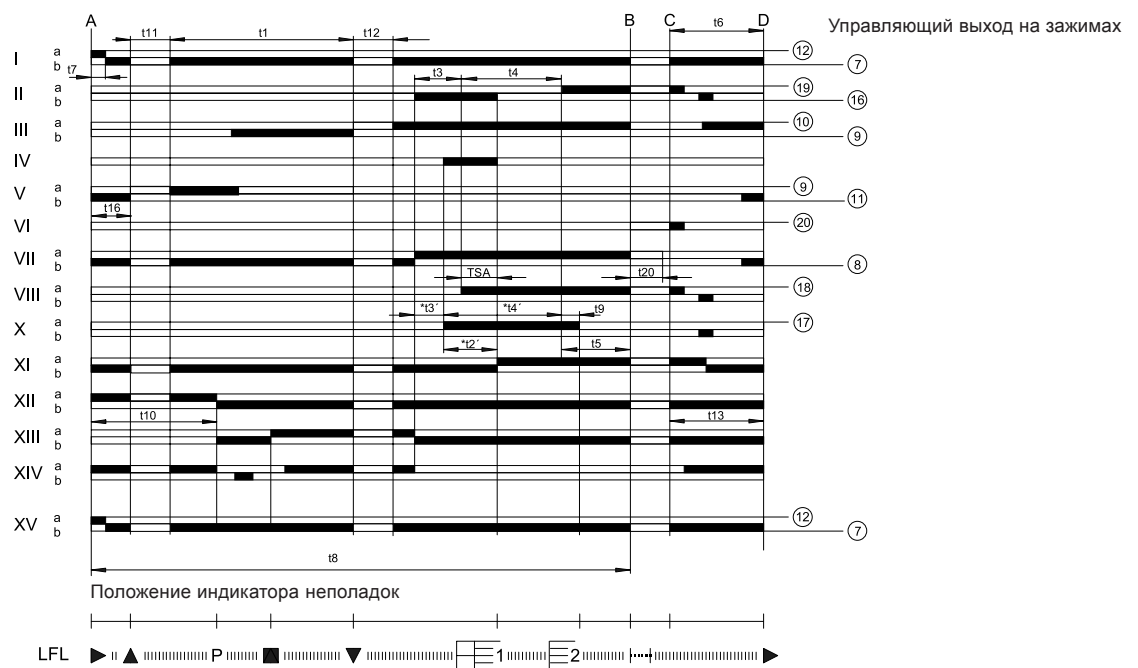 A B C t6 D Управляющий выход на зажимах
t11 t1 t12
I a b t7 12 7
t3 t4
II a b 19 16
III a b 10 9
IV
V a b 9 11
t16
VI 20
VII a b 8
TSA t20
VIII a b 18
*t3´ *t4´ t9
X a b 17
*t2´ t5
XI a b
XII a b
t10 t13
XIII a b
XIV a b
XV a b 12 7
t8
Положение индикатора неполадок
LFL P 1 2